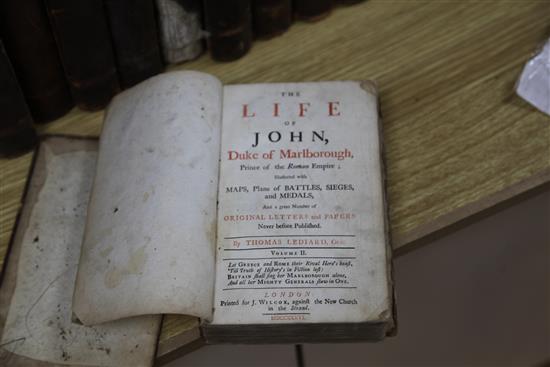 THE
LIFE
OF
JOHN,
Duke of Marlborough,
Prince of the Roman Empire;
Illustrated with
MAPS, Plans of BATTLES, SIEGES,
and MEDALS,
And a great Number of
ORIGINAL LETTERS and PAPERS
Never before Published.
By THOMAS LEDIARD, Gent.
VOLUME II.
Let GREECE and ROME their Rival Hero's boast,
'Till Truth of History's in Fiction lost:
BRITAIN shall sing her MARLBOROUGH alone,
And all her MIGHTY GENERALS view in ONE.
LONDON:
Printed for J. WILCOX, against the New Church
in the Strand.
MDCCXXXVI.